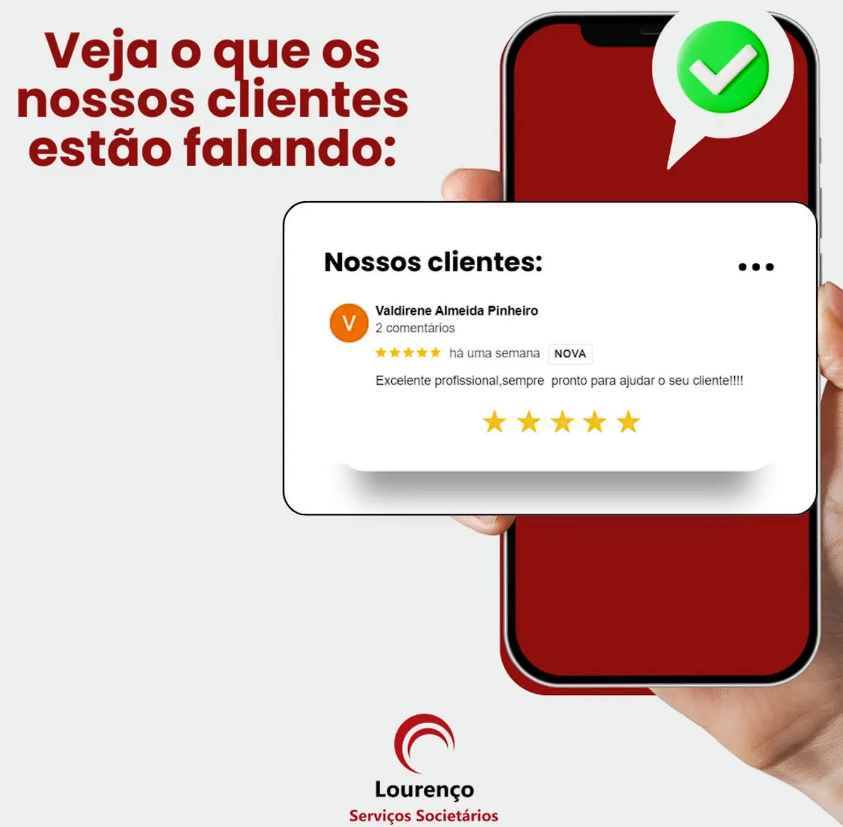 Veja o que os
nossos clientes
estão falando:
Nossos clientes:
V
Valdirene Almeida Pinheiro
2 comentários
há uma semana NOVA
Excelente profissional,sempre  pronto para ajudar o seu cliente!!!!
Lourenço
Serviços Societários